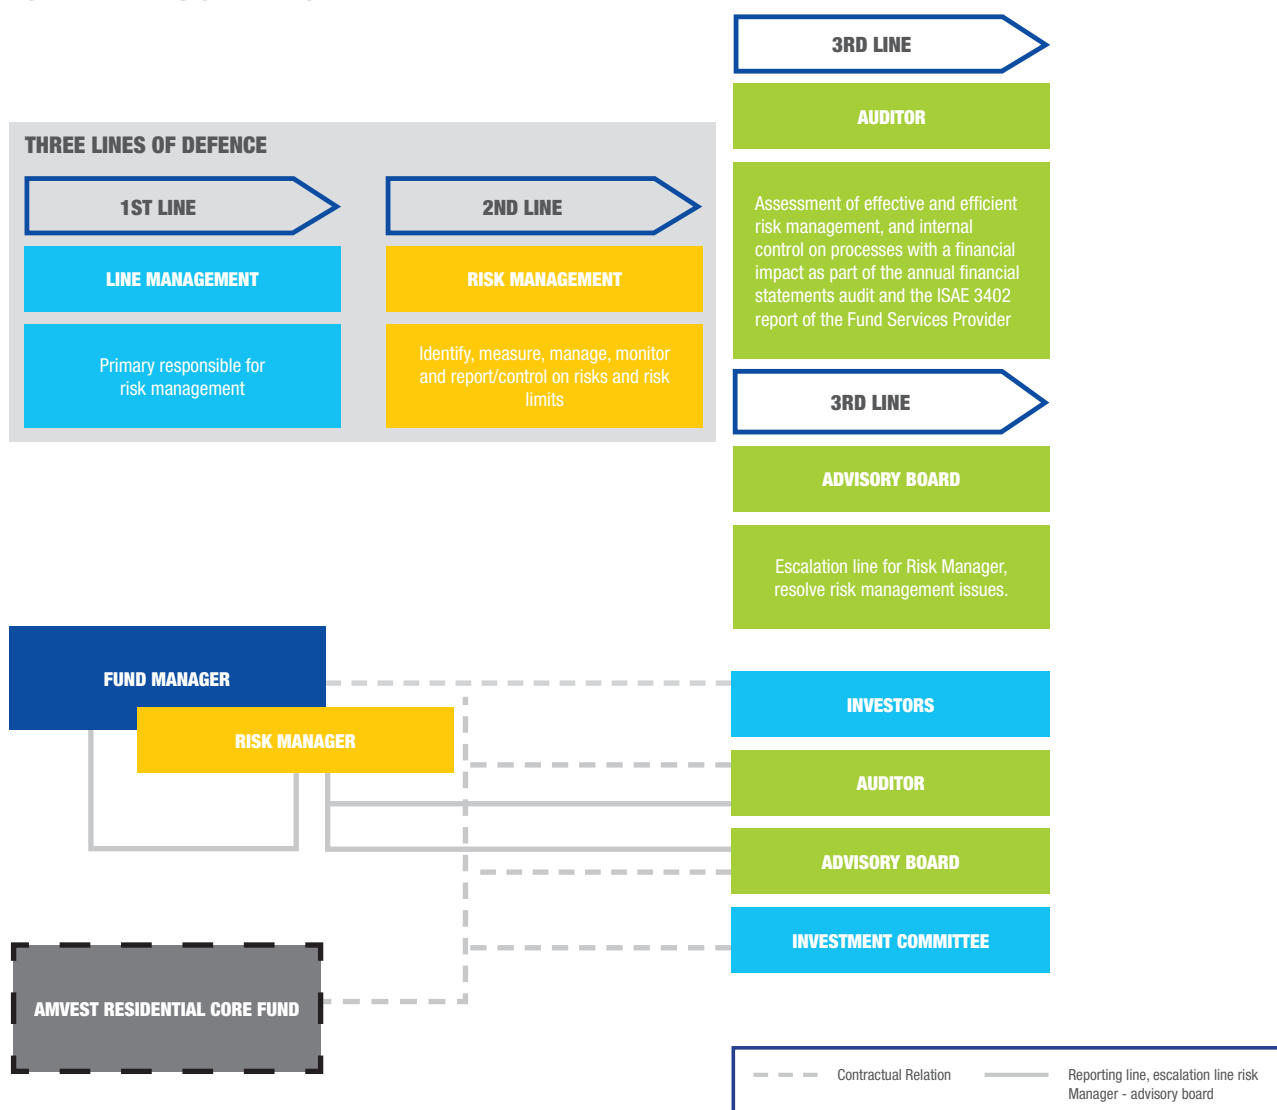 3RD LINE
AUDITOR
Assessment of effective and efficient
risk management, and internal
control on processes with a financial
impact as part of the annual financial
statements audit and the ISAE 3402
report of the Fund Services Provider
THREE LINES OF DEFENCE
1ST LINE
LINE MANAGEMENT
Primary responsible for
risk management
2ND LINE
RISK MANAGEMENT
Identify, measure, manage, monitor
and report/control on risks and risk
limits
3RD LINE
ADVISORY BOARD
Escalation line for Risk Manager,
resolve risk management issues.
FUND MANAGER
RISK MANAGER
INVESTORS
AUDITOR
ADVISORY BOARD
INVESTMENT COMMITTEE
AMVEST RESIDENTIAL CORE FUND
Contractual Relation
Reporting line, escalation line risk
Manager - advisory board